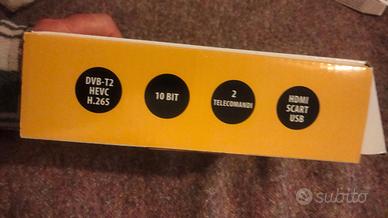 DVB-T2
HEVC
H.265
10 BIT
2
TELECOMANDI
HDMI
SCART
USB
subito